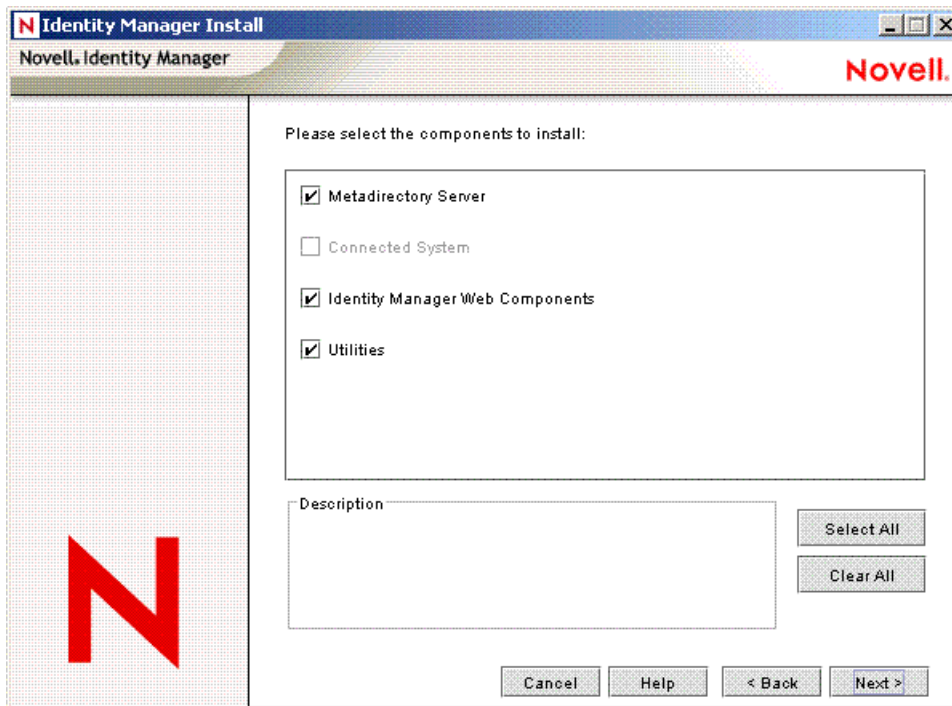 Identity Manager Install
Novell. Identity Manager
Novell.
Please select the components to install:
Metadirectory Server
Connected System
Identity Manager Web Components
Utilities
Description
Select All
Clear All
Cancel
Help
< Back
Next >